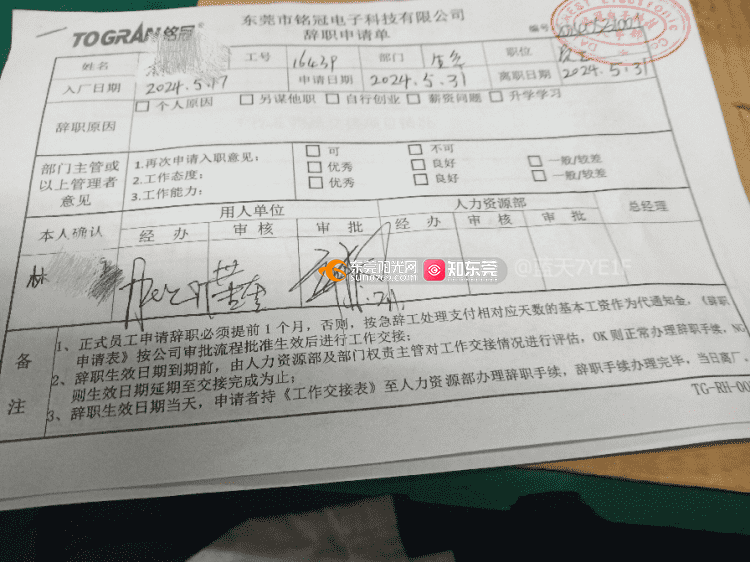 TOGRAN 铭冠
东莞市铭冠电子科技有限公司
辞职申请单
编号
姓名 工号 16439 部门 职位
入厂日期 2024.5.17 申请日期 2024.5.31 离职日期 2024.5.31
辞职原因 □个人原因 □另谋他职 □自行创业 □薪资问题 □升学学习
部门主管或以上管理者意见
1.再次申请入职意见: □可 □不可
2.工作态度: □优秀 □良好 □一般/较差
3.工作能力: □优秀 □良好 □一般/较差
本人确认 用人单位 人力资源部 总经理
经办 审核 审批 经办 审核 审批
林
东莞阳光网 知东莞
sun0769.com
@蓝天7YE1F
备注
1、正式员工申请辞职必须提前1个月,否则,按急辞工处理支付相对应天数的基本工资作为代通知金,《辞职
申请表》按公司审批流程批准生效后进行工作交接;
2、辞职生效日期到期前,由人力资源部及部门权责主管对工作交接情况进行评估,OK则正常办理辞职手续,NG
则生效日期延期至交接完成为止;
3、辞职生效日期当天,申请者持《工作交接表》至人力资源部办理辞职手续,辞职手续办理完毕,当日离厂。
TG-RH-00